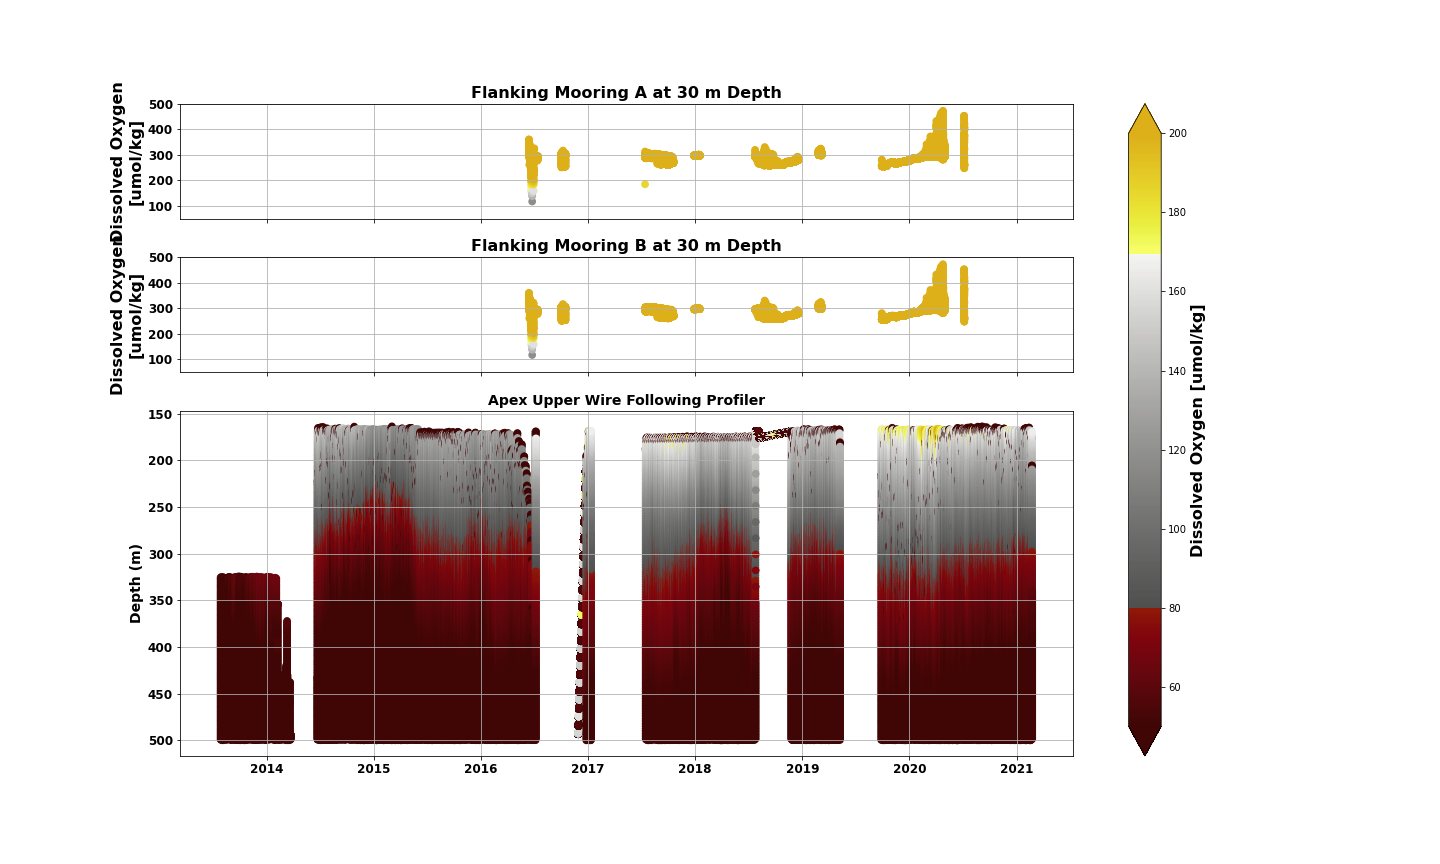 Flanking Mooring A at 30 m Depth
Dissolved Oxygen
[umol/kg]
500
400
300
200
100
Flanking Mooring B at 30 m Depth
Dissolved Oxygen
[umol/kg]
500
400
300
200
100
Apex Upper Wire Following Profiler
Depth (m)
150
200
250
300
350
400
450
500
2014 2015 2016 2017 2018 2019 2020 2021
200
180
160
140
120
100
80
60
Dissolved Oxygen [umol/kg]